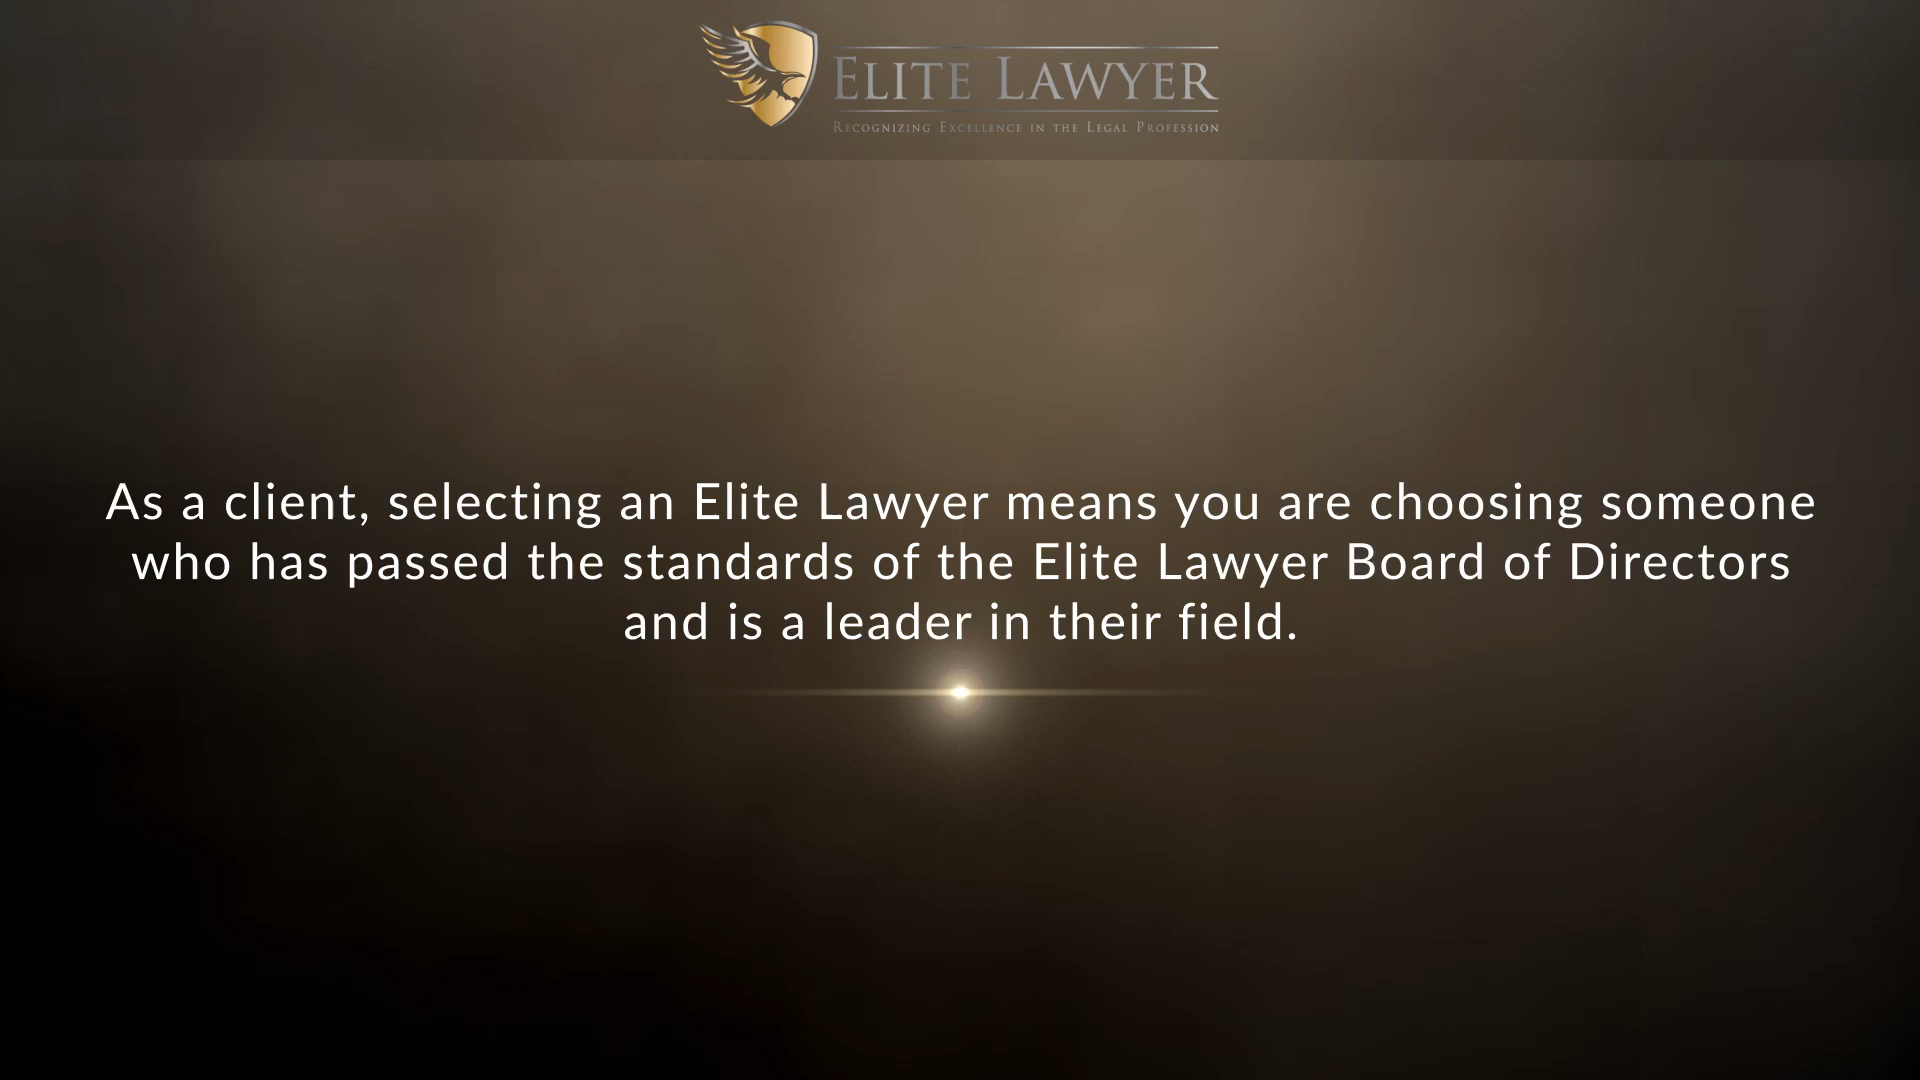 ELITE LAWYER
RECOGNIZING EXCELLENCE IN THE LEGAL PROFESSION
As a client, selecting an Elite Lawyer means you are choosing someone
who has passed the standards of the Elite Lawyer Board of Directors
and is a leader in their field.